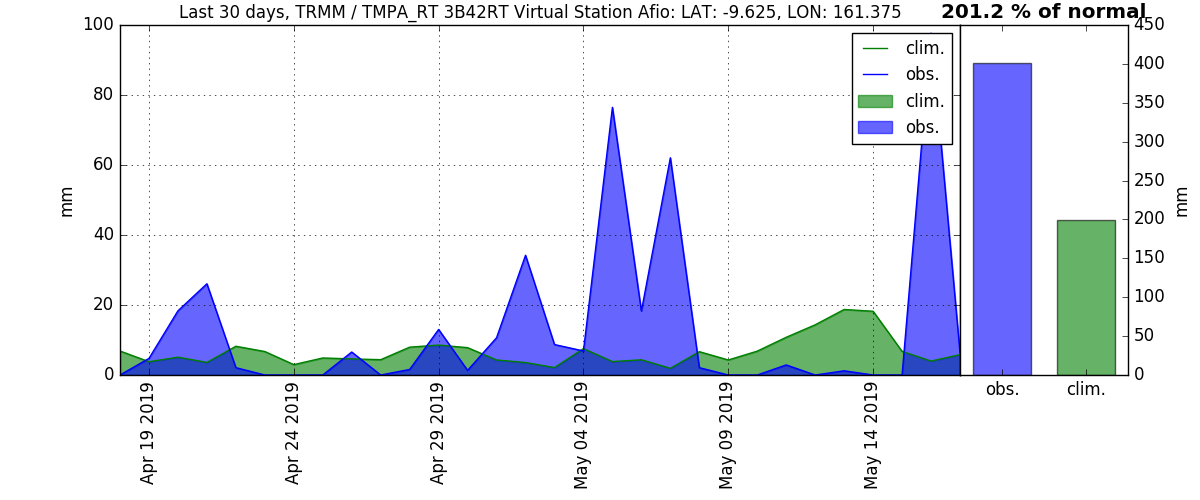 Last 30 days, TRMM / TMPA_RT 3B42RT Virtual Station Afio: LAT: -9.625, LON: 161.375
201.2 % of normal
100
80
60
40
20
0
mm
clim.
obs.
clim.
obs.
Apr 19 2019
Apr 24 2019
Apr 29 2019
May 04 2019
May 09 2019
May 14 2019
450
400
350
300
250
200
150
100
50
0
mm
obs.
clim.